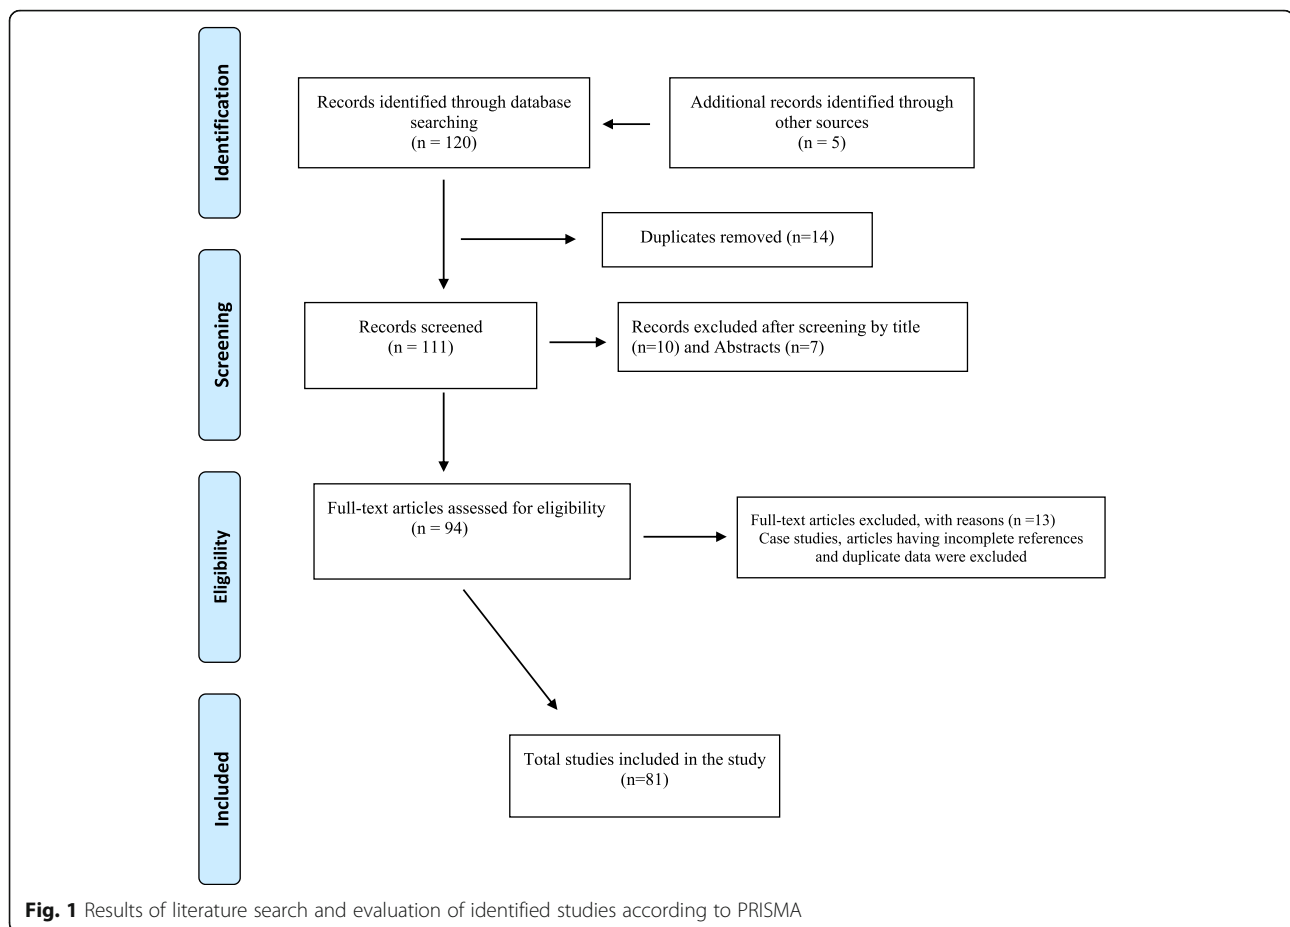 Identification
Records identified through database
searching
(n = 120)
Additional records identified through
other sources
(n = 5)
Duplicates removed (n=14)
Screening
Records screened
(n = 111)
Records excluded after screening by title
(n=10) and Abstracts (n=7)
Eligibility
Full-text articles assessed for eligibility
(n = 94)
Full-text articles excluded, with reasons (n =13)
Case studies, articles having incomplete references
and duplicate data were excluded
Included
Total studies included in the study
(n=81)
Fig. 1 Results of literature search and evaluation of identified studies according to PRISMA